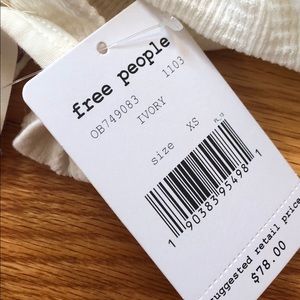 free people
OB749083 1103
IVORY
size XS
1 90383 95498 1
suggested retail price
$78.00